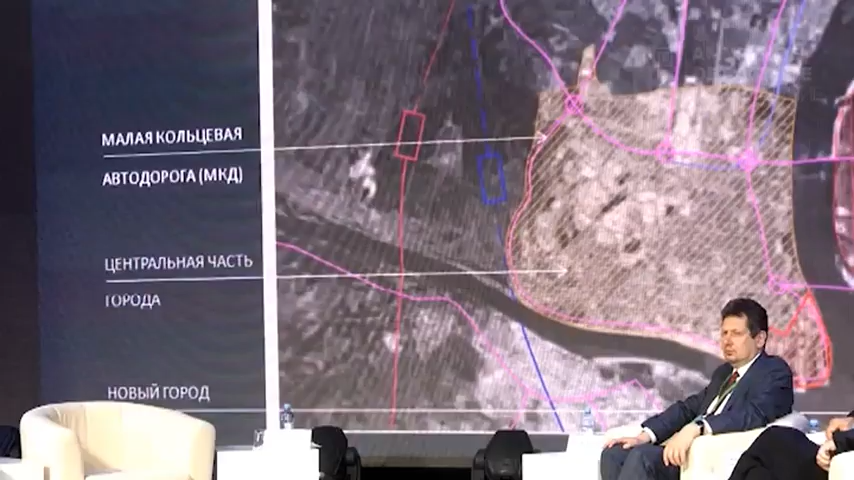 МАЛАЯ КОЛЬЦЕВАЯ
АВТОДОРОГА (МКД)
ЦЕНТРАЛЬНАЯ ЧАСТЬ
ГОРОДА
НОВЫЙ ГОРОД